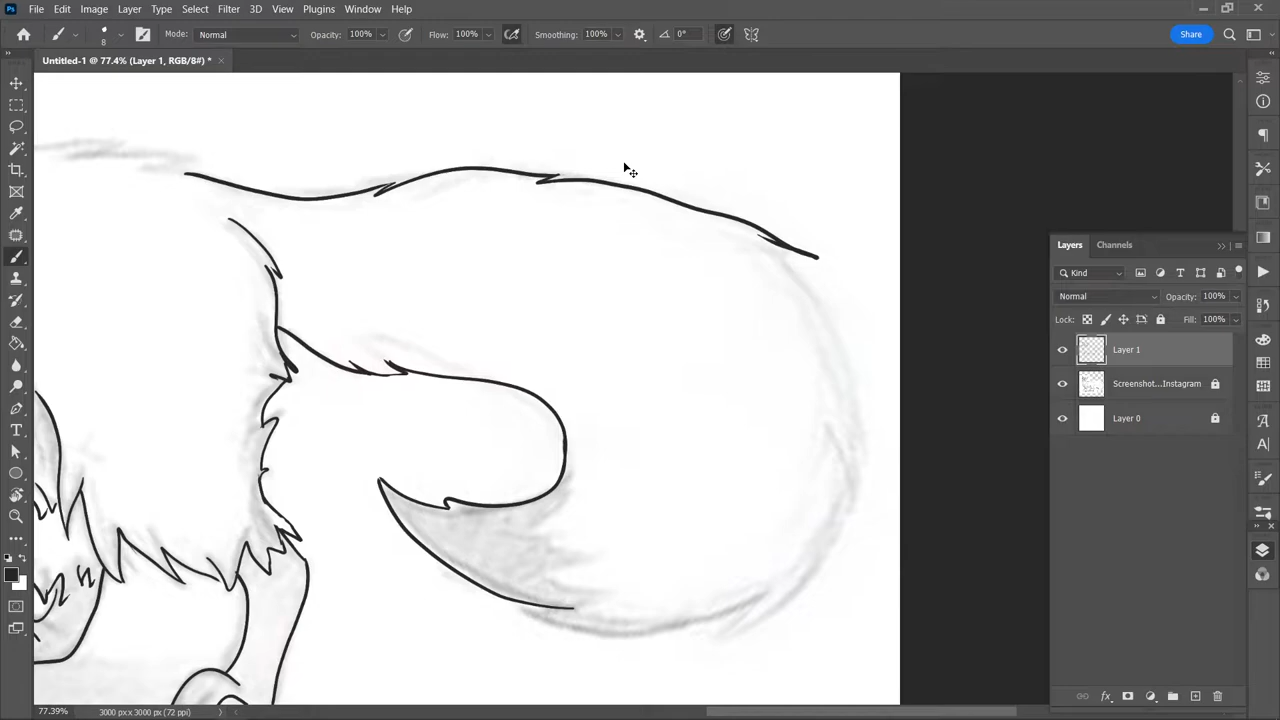 Ps File Edit Image Layer Type Select Filter 3D View Plugins Window Help
8 Mode: Normal Opacity: 100% Flow: 100% Smoothing: 100% 0° Share
Untitled-1 @ 77.4% (Layer 1, RGB/8#) *
Layers Channels
Kind
Normal Opacity: 100%
Lock: Fill: 100%
Layer 1
Screenshot...Instagram
Layer 0
77.39% 3000 px x 3000 px (72 ppi)